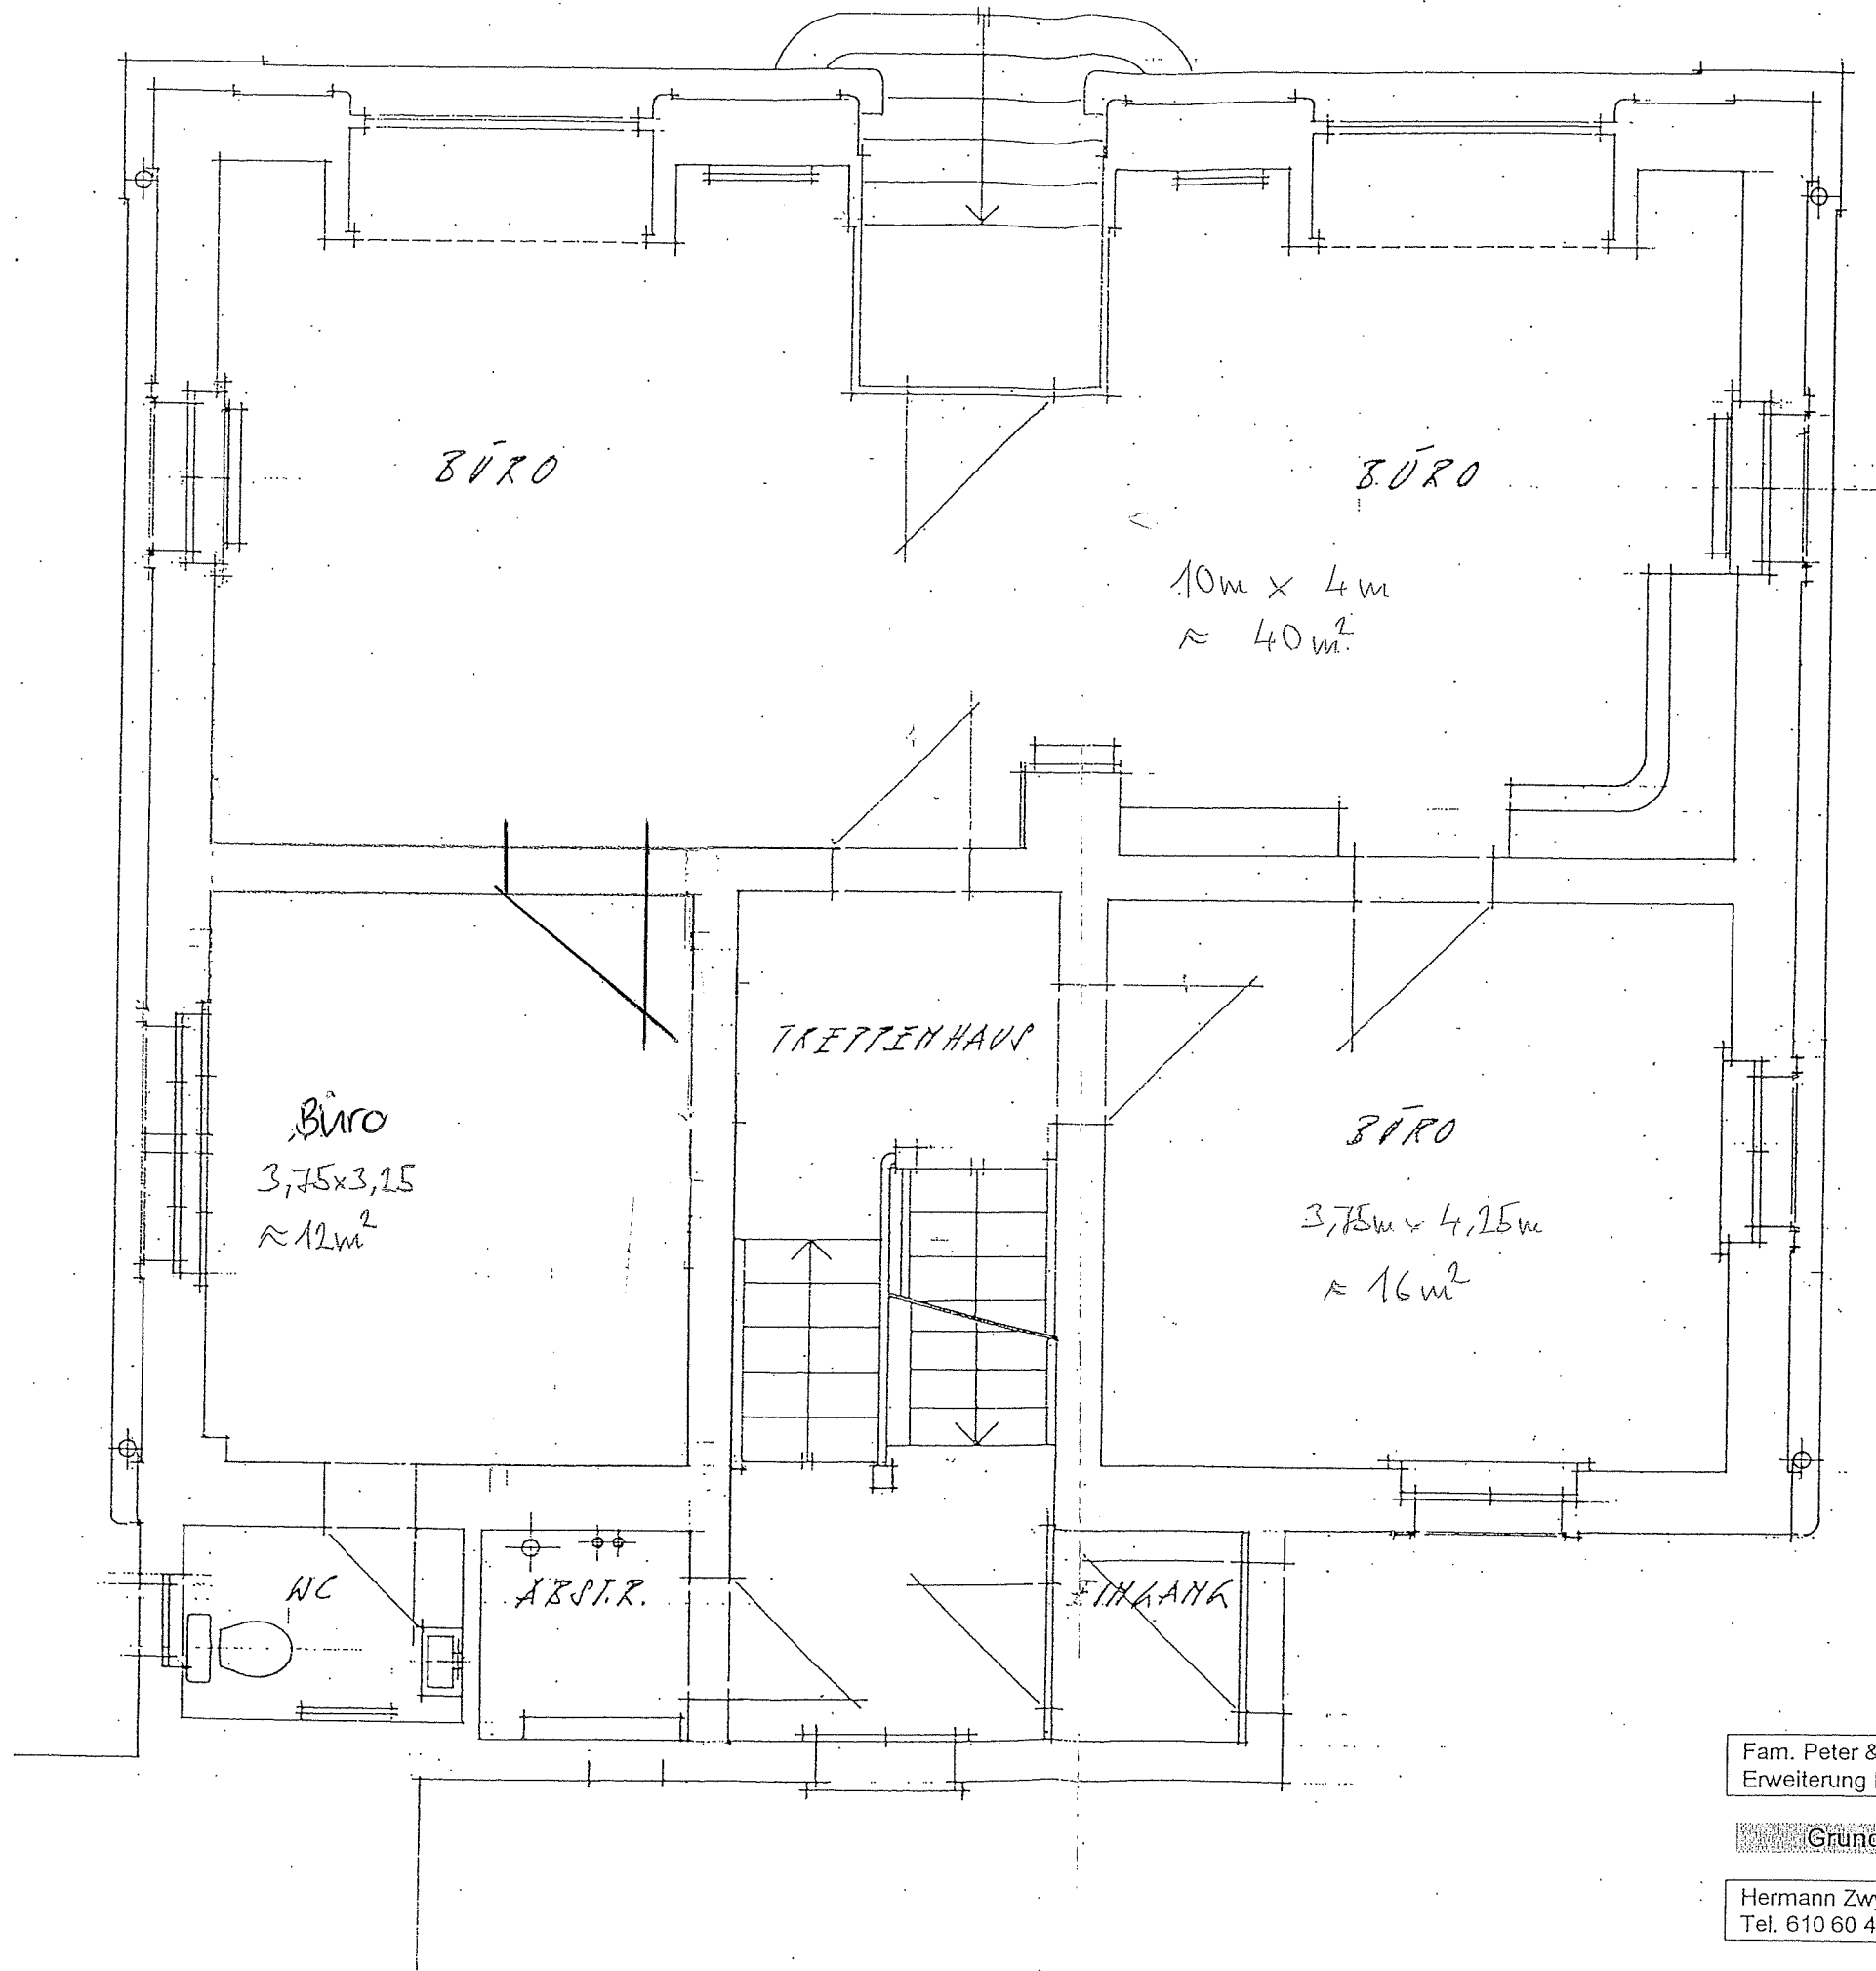 BÜRO
BÜRO
10m x 4m
≈ 40m²
TREPPENHAUS
Büro
3,75x3,25
≈12m²
BÜRO
3,75m x 4,25m
≈ 16m²
WC
ABST.R.
EINGANG
Fam. Peter &
Erweiterung
Grund
Hermann Zwy
Tel. 610 60 4